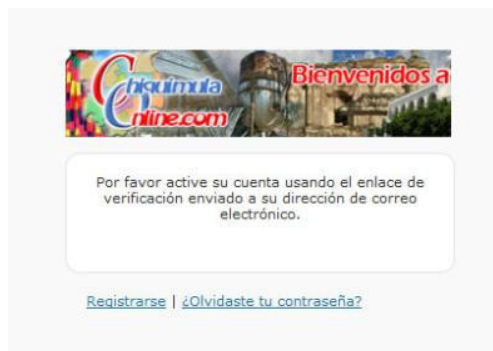 Chiquimula
Online.com
Bienvenidos a
Por favor active su cuenta usando el enlace de
verificación enviado a su dirección de correo
electrónico.
Registrarse | ¿Olvidaste tu contraseña?